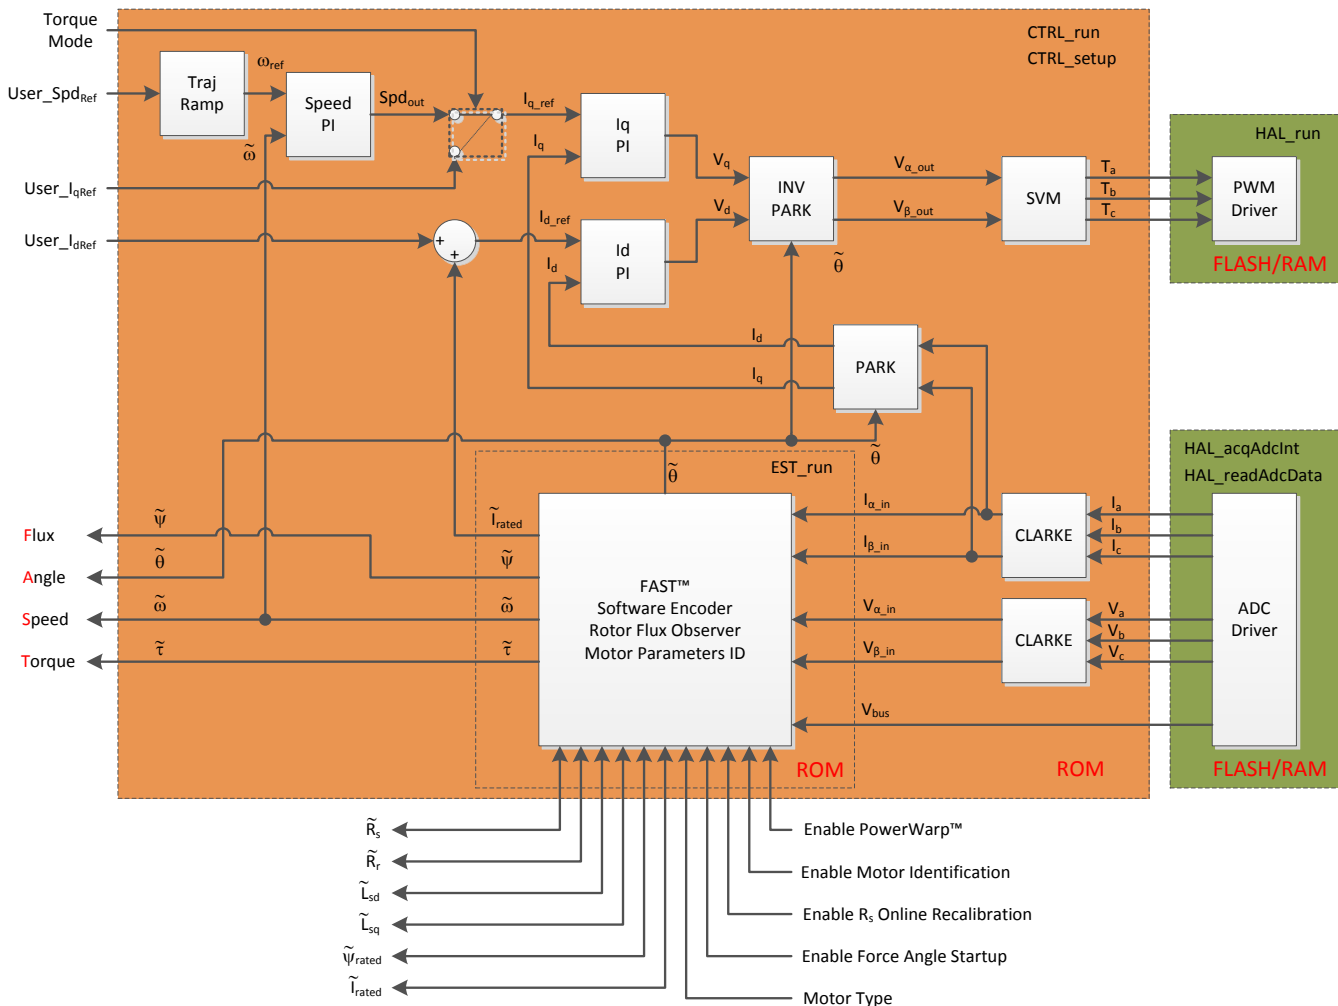 Torque
Mode
CTRL_run
CTRL_setup
User_SpdRef
Traj
Ramp
ωref
Speed
PI
Spdout
Iq_ref
Iq
Iq
PI
ω̃
User_IqRef
User_IdRef
+
+
Id_ref
Id
Id
PI
Vq
Vd
INV
PARK
θ̃
Vα_out
Vβ_out
SVM
Ta
Tb
Tc
HAL_run
PWM
Driver
FLASH/RAM
Id
Iq
PARK
θ̃
θ̃
EST_run
HAL_acqAdcInt
HAL_readAdcData
Flux
ψ̃
Angle
θ̃
Speed
ω̃
Torque
τ̃
Ĩrated
ψ̃
ω̃
τ̃
FAST™
Software Encoder
Rotor Flux Observer
Motor Parameters ID
Iα_in
Iβ_in
CLARKE
Ia
Ib
Ic
Vα_in
Vβ_in
CLARKE
Va
Vb
Vc
Vbus
ADC
Driver
ROM
ROM
FLASH/RAM
R̃s
R̃r
L̃sd
L̃sq
ψ̃rated
Ĩrated
Enable PowerWarp™
Enable Motor Identification
Enable Rs Online Recalibration
Enable Force Angle Startup
Motor Type